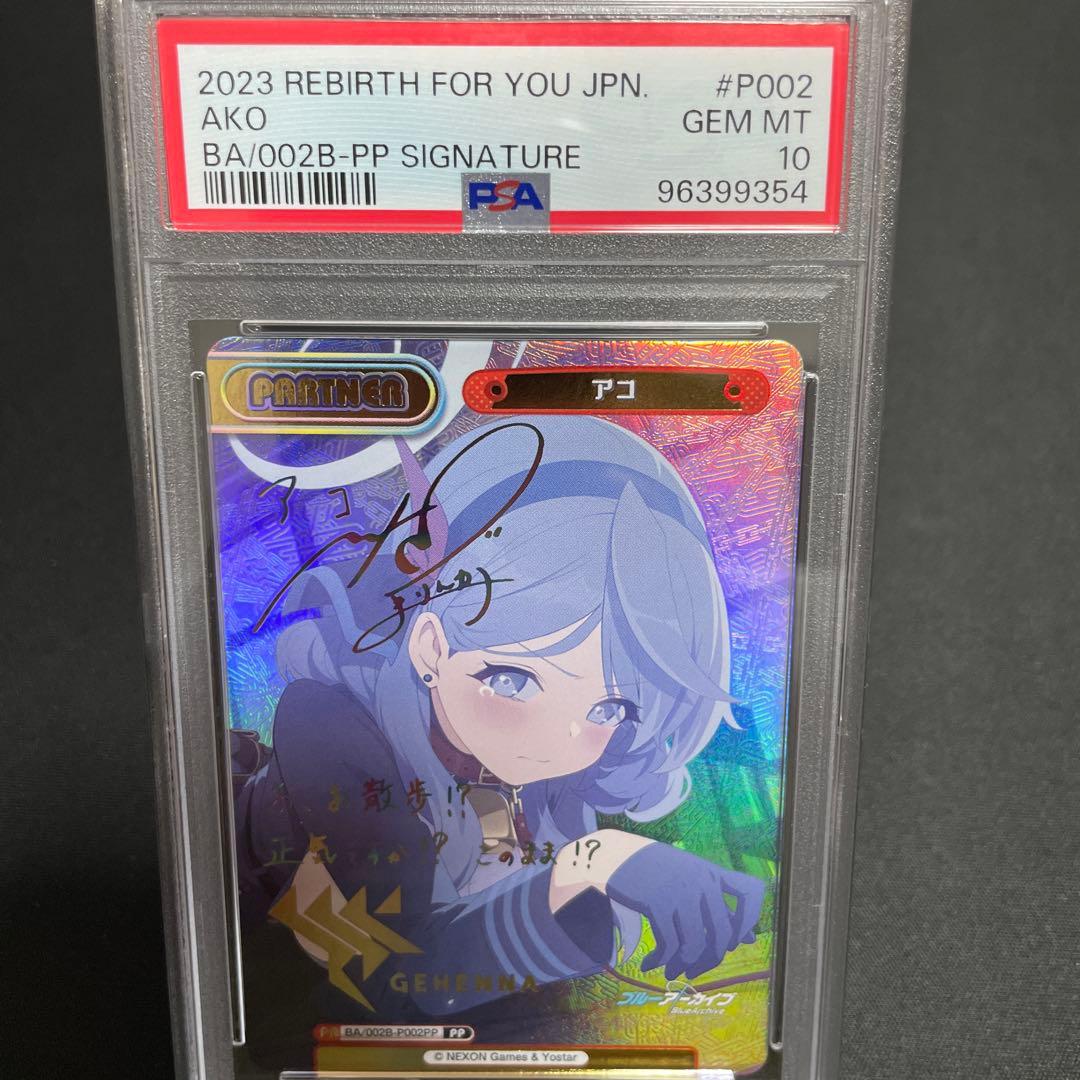 2023 REBIRTH FOR YOU JPN. #P002
AKO GEM MT
BA/002B-PP SIGNATURE 10
PSA 96399354
PARTNER
アコ
アコ
お散歩!?
正気ですか!? このまま!?
GEHENNA
ブルーアーカイブ
BlueArchive
BA/002B-P002PP PP
© NEXON Games & Yostar